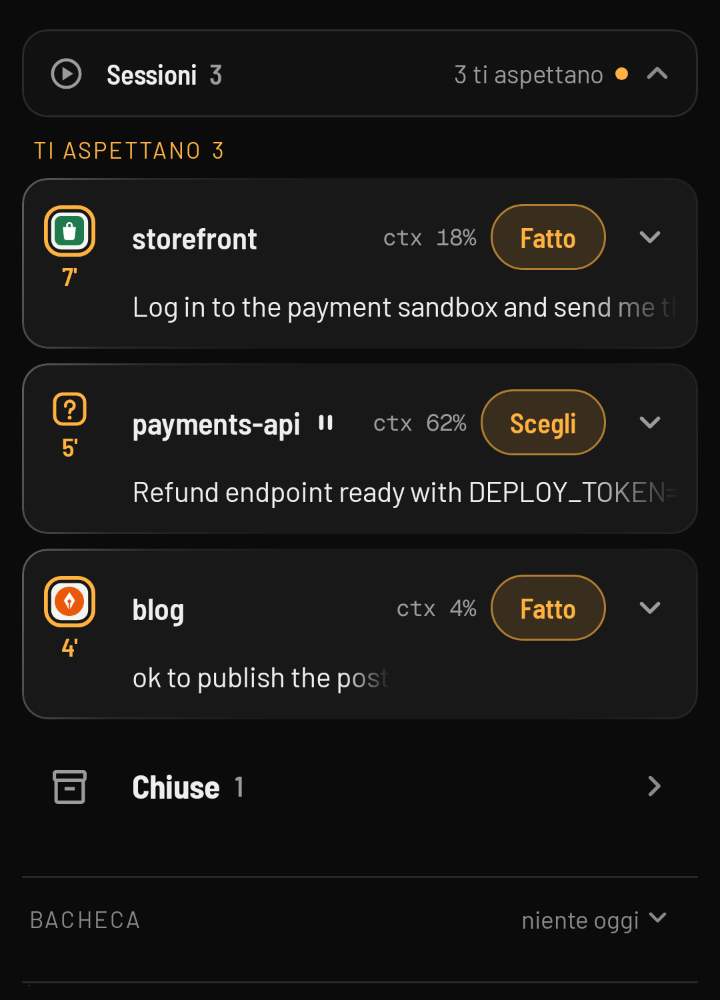 Sessioni 3
3 ti aspettano
TI ASPETTANO 3
storefront
ctx 18%
Fatto
7'
Log in to the payment sandbox and send me
?
payments-api
ctx 62%
Scegli
5'
Refund endpoint ready with DEPLOY_TOKEN=
blog
ctx 4%
Fatto
4'
ok to publish the post
Chiuse 1
BACHECA
niente oggi